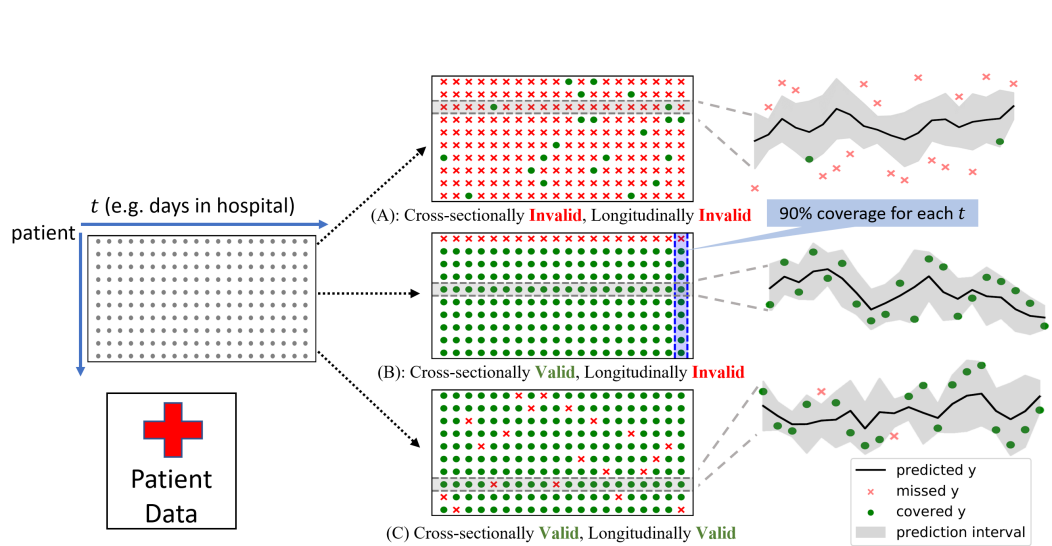 t (e.g. days in hospital)
patient
Patient
Data
(A): Cross-sectionally Invalid, Longitudinally Invalid
90% coverage for each t
(B): Cross-sectionally Valid, Longitudinally Invalid
(C) Cross-sectionally Valid, Longitudinally Valid
predicted y
missed y
covered y
prediction interval